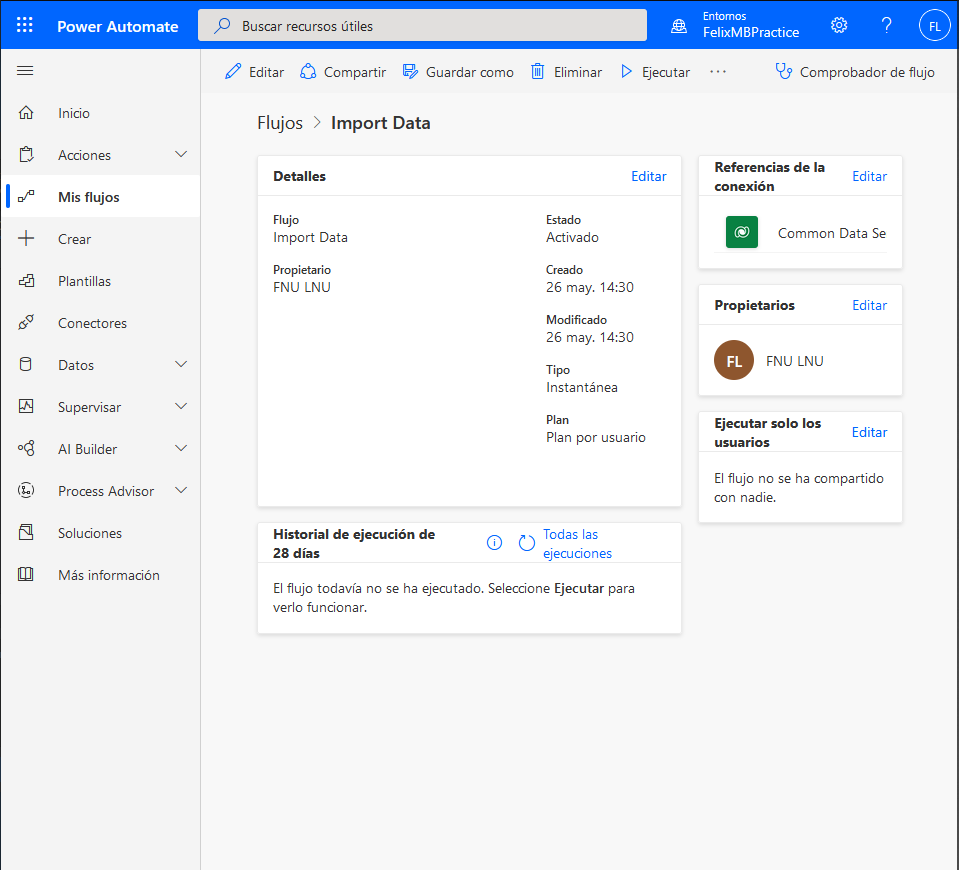 Power Automate
Buscar recursos útiles
Entornos
FelixMBPractice
?
FL
Editar
Compartir
Guardar como
Eliminar
Ejecutar
···
Comprobador de flujo
Inicio
Acciones
Mis flujos
Crear
Plantillas
Conectores
Datos
Supervisar
AI Builder
Process Advisor
Soluciones
Más información
Flujos > Import Data
Detalles
Editar
Flujo
Import Data
Propietario
FNU LNU
Estado
Activado
Creado
26 may. 14:30
Modificado
26 may. 14:30
Tipo
Instantánea
Plan
Plan por usuario
Historial de ejecución de
28 días
Todas las
ejecuciones
El flujo todavía no se ha ejecutado. Seleccione Ejecutar para
verlo funcionar.
Referencias de la
conexión
Editar
Common Data Se
Propietarios
Editar
FL
FNU LNU
Ejecutar solo los
usuarios
Editar
El flujo no se ha compartido
con nadie.